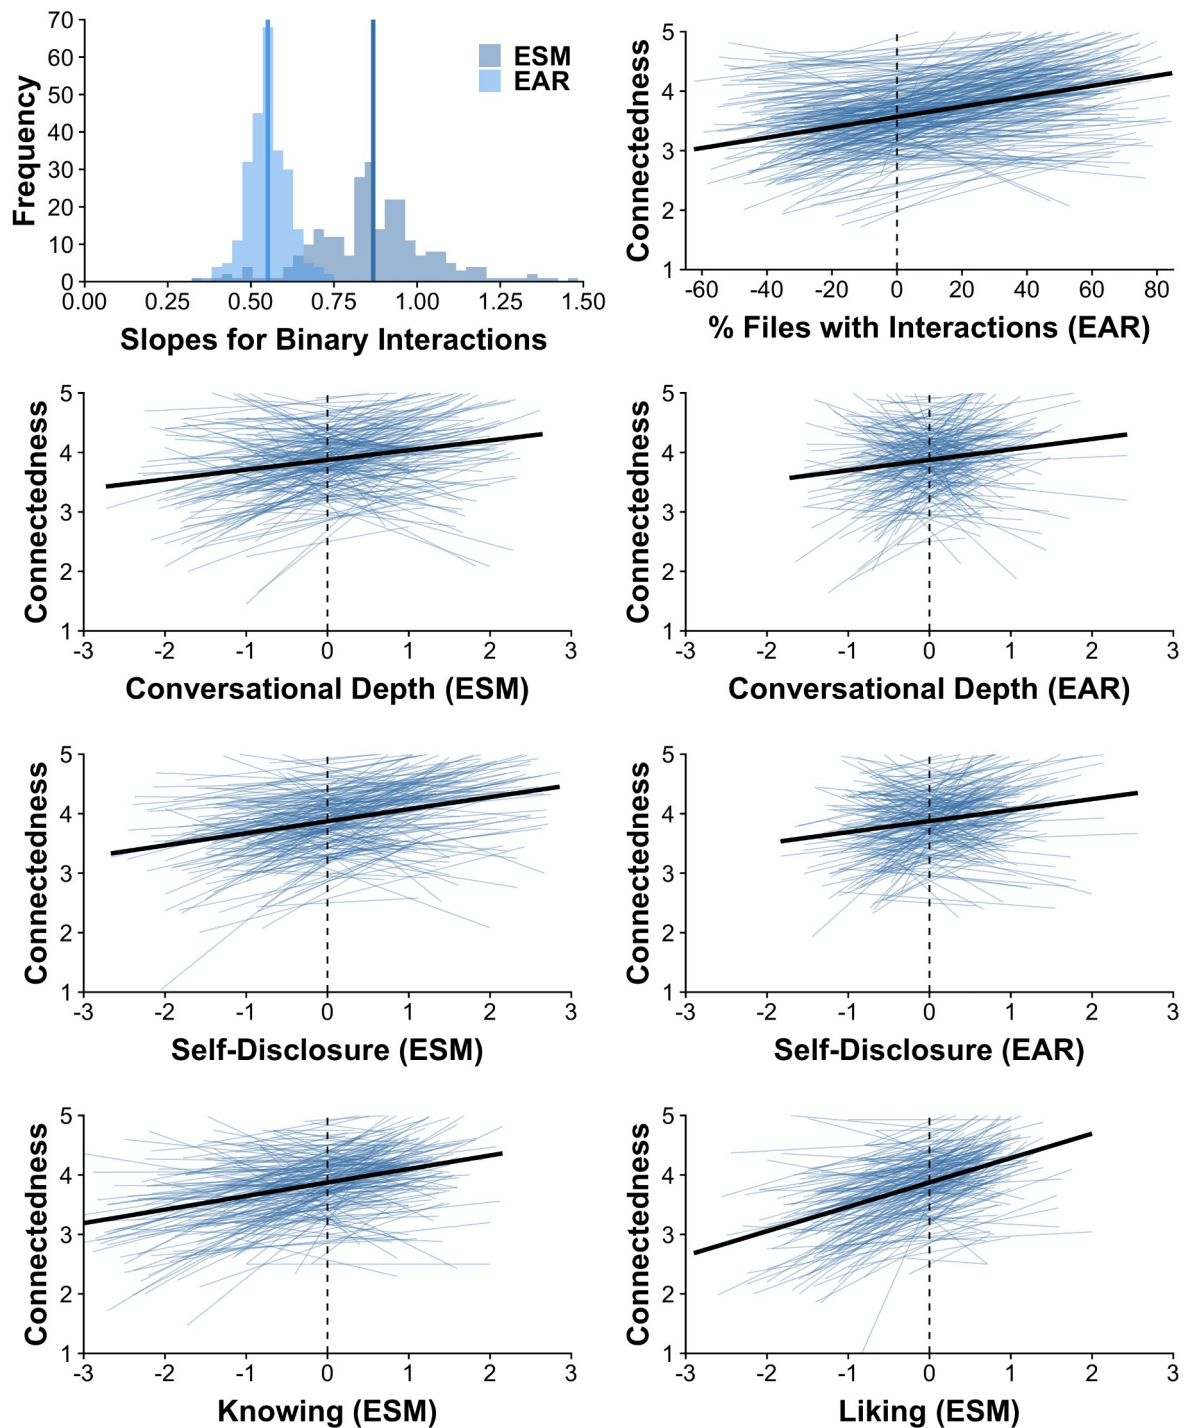 70
60
50
40
30
20
10
0
Frequency
ESM
EAR
0.00 0.25 0.50 0.75 1.00 1.25 1.50
Slopes for Binary Interactions
5
4
3
2
1
Connectedness
-60 -40 -20 0 20 40 60 80
% Files with Interactions (EAR)
5
4
3
2
1
Connectedness
-3 -2 -1 0 1 2 3
Conversational Depth (ESM)
5
4
3
2
1
Connectedness
-3 -2 -1 0 1 2 3
Conversational Depth (EAR)
5
4
3
2
1
Connectedness
-3 -2 -1 0 1 2 3
Self-Disclosure (ESM)
5
4
3
2
1
Connectedness
-3 -2 -1 0 1 2 3
Self-Disclosure (EAR)
5
4
3
2
1
Connectedness
-3 -2 -1 0 1 2 3
Knowing (ESM)
5
4
3
2
1
Connectedness
-3 -2 -1 0 1 2 3
Liking (ESM)